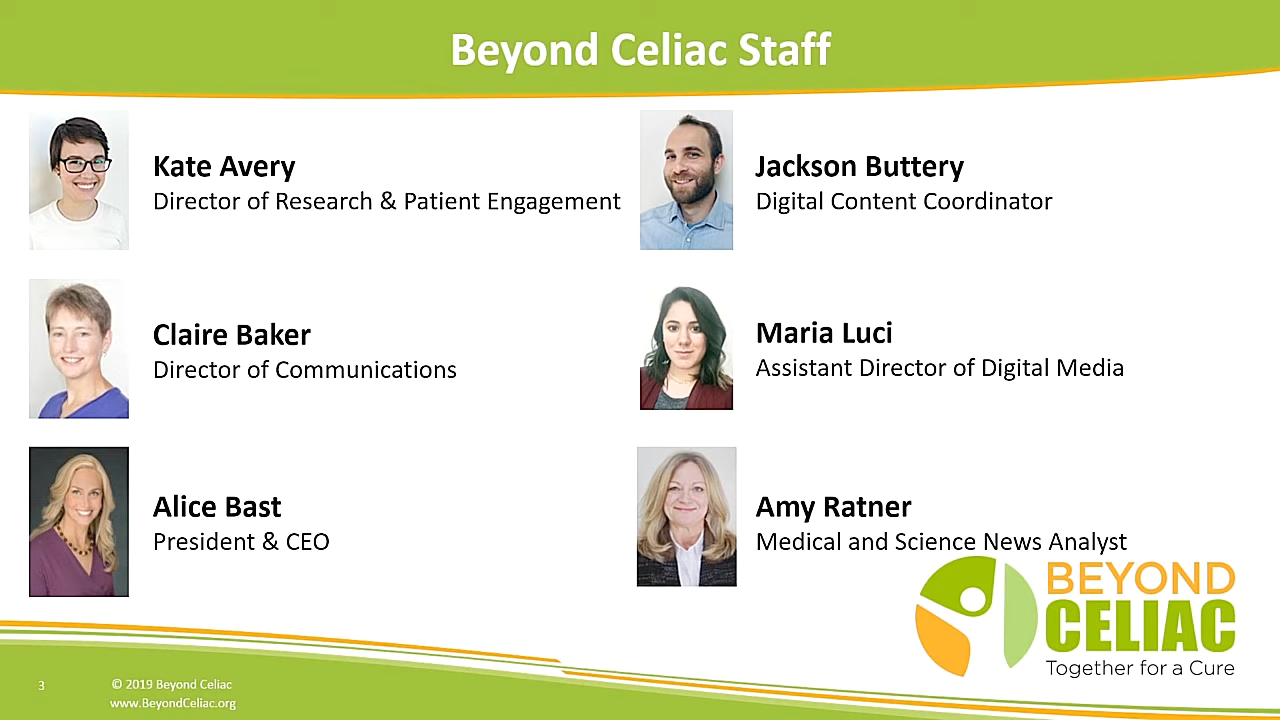 Beyond Celiac Staff
Kate Avery
Director of Research & Patient Engagement
Jackson Buttery
Digital Content Coordinator
Claire Baker
Director of Communications
Maria Luci
Assistant Director of Digital Media
Alice Bast
President & CEO
Amy Ratner
Medical and Science News Analyst
BEYOND
CELIAC
Together for a Cure
3
© 2019 Beyond Celiac
www.BeyondCeliac.org